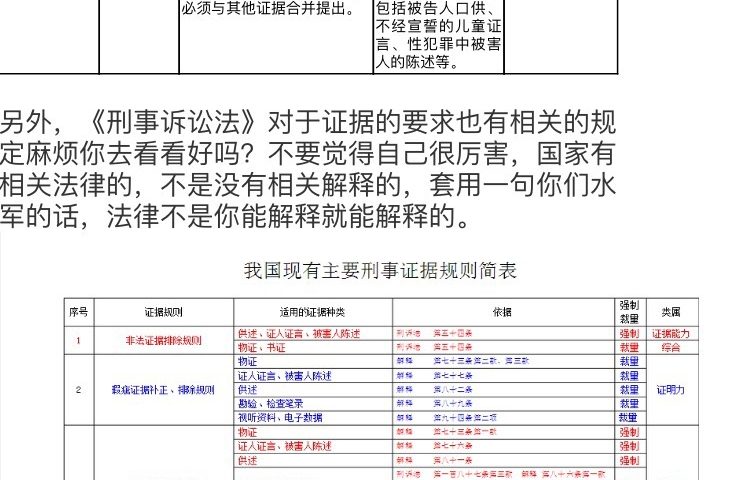 必须与其他证据合并提出。
包括被告人口供、
不经宣誓的儿童证
言、性犯罪中被害
人的陈述等。
另外，《刑事诉讼法》对于证据的要求也有相关的规
定麻烦你去看看好吗？不要觉得自己很厉害，国家有
相关法律的，不是没有相关解释的，套用一句你们水
军的话，法律不是你能解释就能解释的。
我国现有主要刑事证据规则简表
序号 证据规则 适用的证据种类 依据 强制裁量 类属
1 非法证据排除规则 供述、证人证言、被害人陈述 刑诉法 第五十四条 强制 证据能力
物证、书证 刑诉法 第五十四条 裁量 综合
2 瑕疵证据补正、排除规则 物证 解释 第七十三条第二款、第三款 裁量 证明力
证人证言、被害人陈述 解释 第七十七条 裁量
供述 解释 第八十二条 裁量
勘验、检查笔录 解释 第八十九条 裁量
视听资料、电子数据 解释 第九十四条第二项 裁量
物证 解释 第七十三条第一款 强制
证人证言、被害人陈述 解释 第七十六条 强制
供述 解释 第八十一条 强制
刑诉法 第一百八十七条第三款 解释 第八十六条第一款